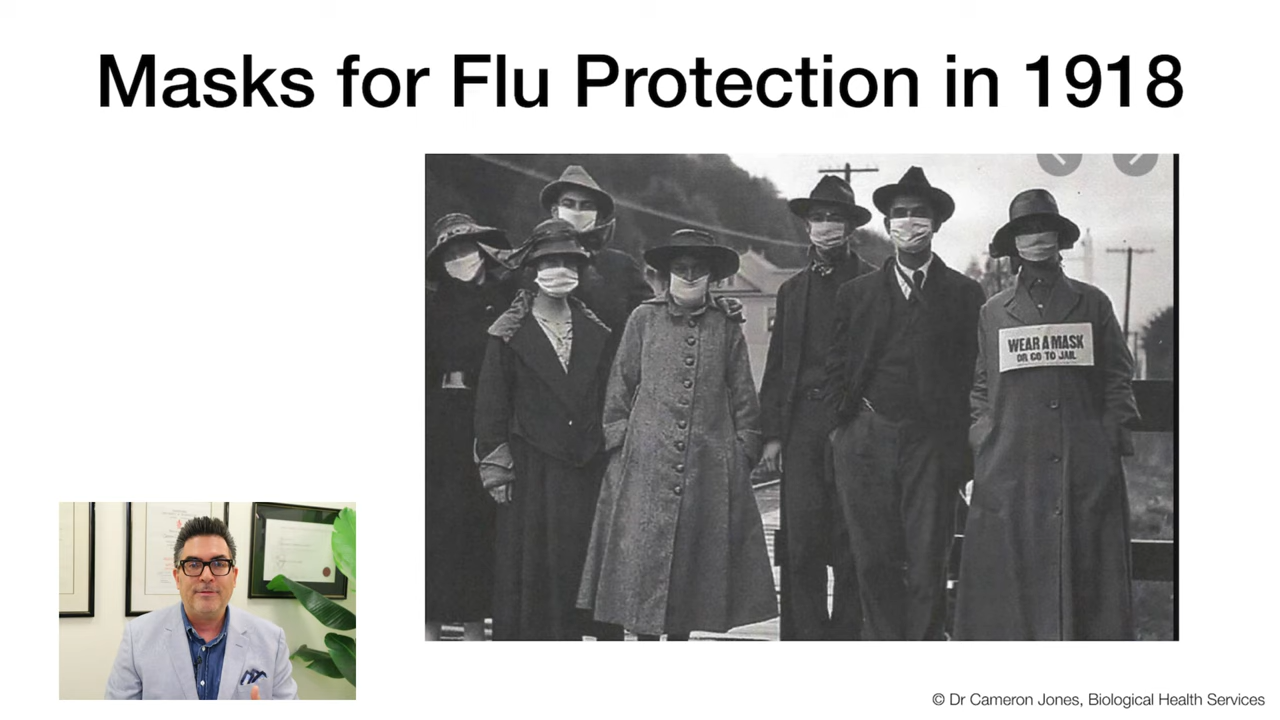 Masks for Flu Protection in 1918
WEAR A MASK
OR GO TO JAIL
© Dr Cameron Jones, Biological Health Services